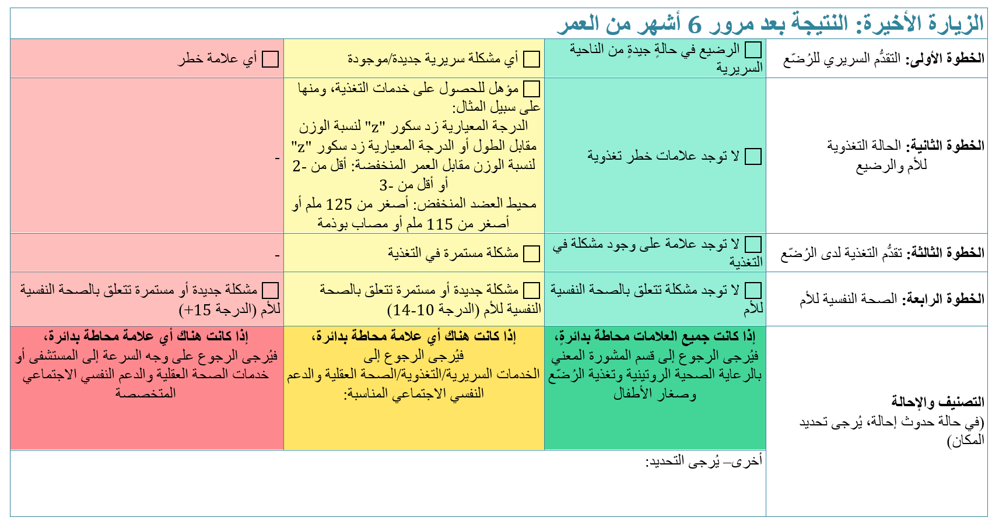 الزيارة الأخيرة: النتيجة بعد مرور 6 أشهر من العمر
الخطوة الأولى: التقدُّم السريري للرُضّع
الرضيع في حالةٍ جيدةٍ من الناحية
السريرية
أي مشكلة سريرية جديدة/موجودة
أي علامة خطر
الخطوة الثانية: الحالة التغذوية
للأم والرضيع
لا توجد علامات خطر تغذوية
مؤهل للحصول على خدمات التغذية، ومنها
على سبيل المثال:
الدرجة المعيارية زد سكور "z" لنسبة الوزن
مقابل الطول أو الدرجة المعيارية زد سكور "z"
لنسبة الوزن مقابل العمر المنخفضة: أقل من -2
أو أقل من -3
محيط العضد المنخفض: أصغر من 125 ملم أو
أصغر من 115 ملم أو مصاب بوذمة
-
الخطوة الثالثة: تقدُّم التغذية لدى الرُضّع
لا توجد علامة على وجود مشكلة في
التغذية
مشكلة مستمرة في التغذية
-
الخطوة الرابعة: الصحة النفسية للأم
لا توجد مشكلة تتعلق بالصحة النفسية
للأم
مشكلة جديدة أو مستمرة تتعلق بالصحة
النفسية للأم (الدرجة 10-14)
مشكلة جديدة أو مستمرة تتعلق بالصحة النفسية
للأم (الدرجة 15+)
التصنيف والإحالة
(في حالة حدوث إحالة، يُرجى تحديد
المكان)
إذا كانت جميع العلامات محاطة بدائرةٍ،
فيُرجى الرجوع إلى قسم المشورة المعني
بالرعاية الصحية الروتينية وتغذية الرُضّع
وصغار الأطفال
إذا كانت هناك أي علامة محاطة بدائرة،
فيُرجى الرجوع إلى
الخدمات السريرية/التغذوية/الصحة العقلية والدعم
النفسي الاجتماعي المناسبة:
إذا كانت هناك أي علامة محاطة بدائرة،
فيُرجى الرجوع على وجه السرعة إلى المستشفى أو
خدمات الصحة العقلية والدعم النفسي الاجتماعي
المتخصصة
أخرى– يُرجى التحديد: